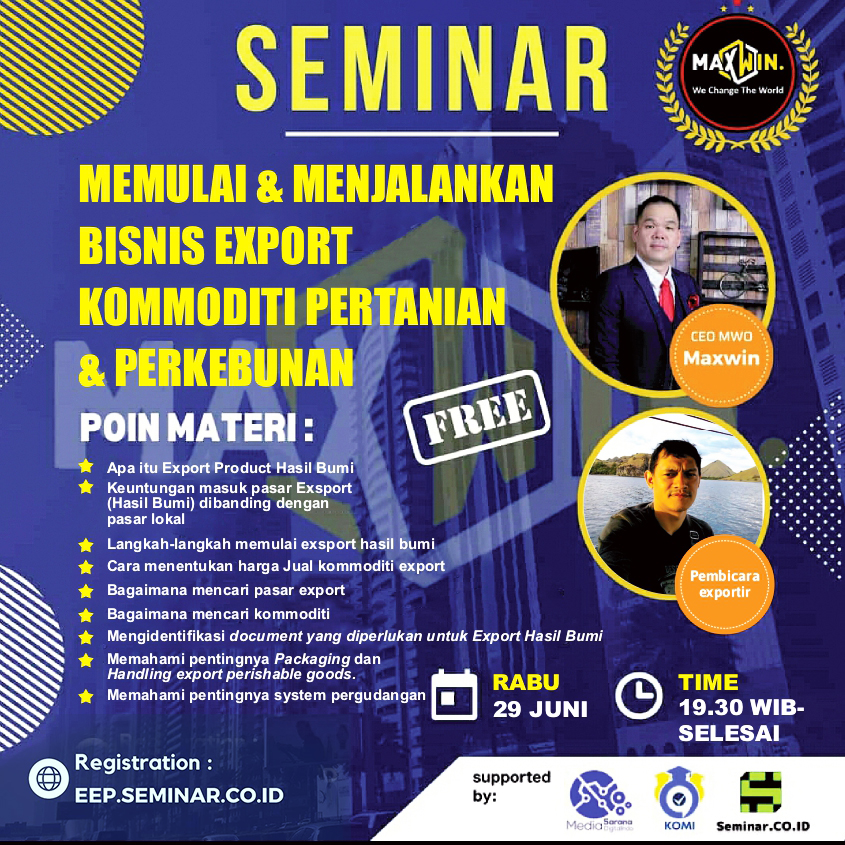 SEMINAR
MAXWIN.
We Change The World
MEMULAI & MENJALANKAN
BISNIS EXPORT
KOMMODITI PERTANIAN
& PERKEBUNAN
CEO MWO
Maxwin
FREE
POIN MATERI :
Apa itu Export Product Hasil Bumi
Keuntungan masuk pasar Exsport
(Hasil Bumi) dibanding dengan
pasar lokal
Langkah-langkah memulai exsport hasil bumi
Cara menentukan harga Jual kommoditi export
Bagaimana mencari pasar export
Bagaimana mencari kommoditi
Mengidentifikasi document yang diperlukan untuk Export Hasil Bumi
Memahami pentingnya Packaging dan
Handling export perishable goods.
Memahami pentingnya system pergudangan
Pembicara
exportir
RABU
29 JUNI
TIME
19.30 WIB-
SELESAI
Registration :
EEP.SEMINAR.CO.ID
supported
by:
Media Sarana
Digitalindo
KOMI
Seminar.CO.ID
MAXWIN.